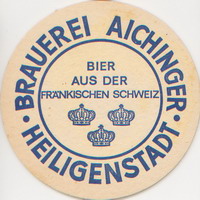 · BRAUEREI AICHINGER ·
BIER
AUS DER
FRÄNKISCHEN SCHWEIZ
HEILIGENSTADT